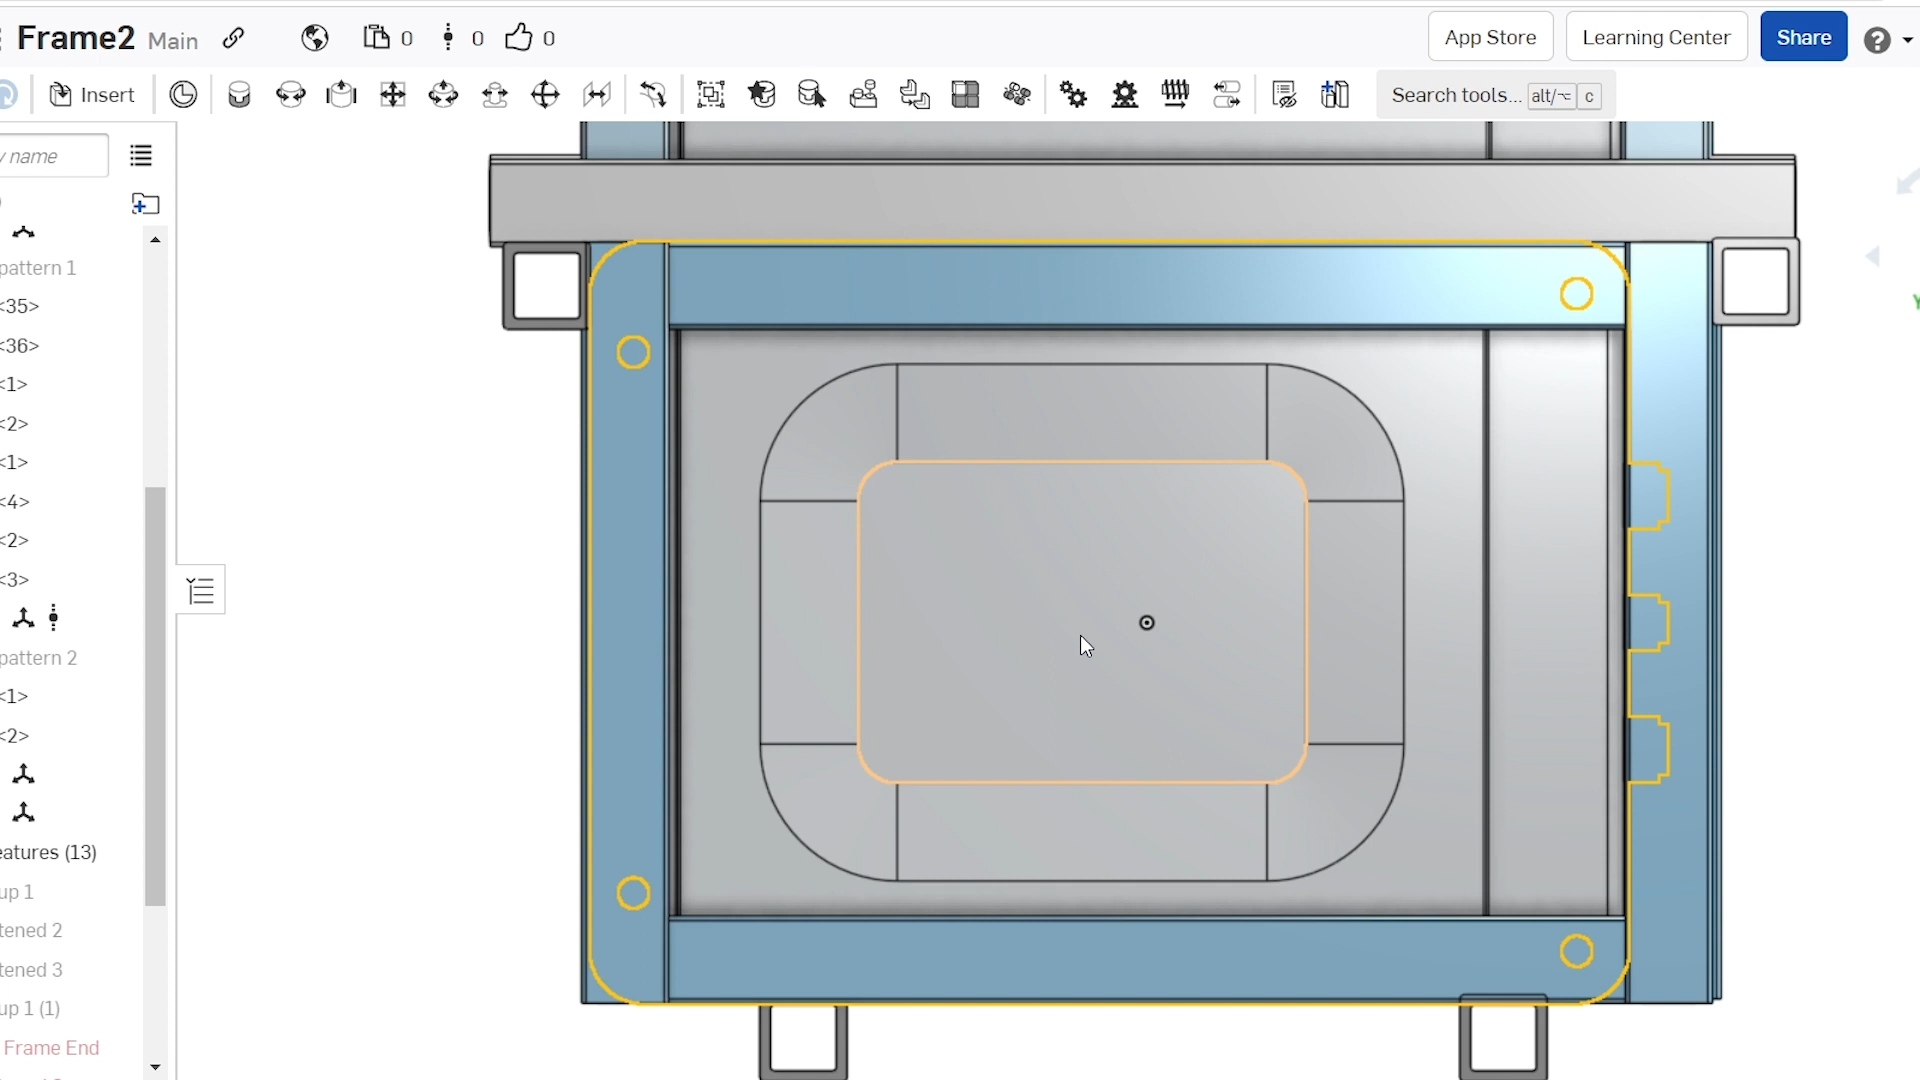 Frame2 Main 0 0 0 App Store Learning Center Share ?
Insert Search tools... alt/⌥ c
y name
)
pattern 1
<35>
<36>
<1>
<2>
<1>
<4>
<2>
<3>
pattern 2
<1>
<2>
eatures (13)
up 1
tened 2
tened 3
up 1 (1)
Frame End
Y